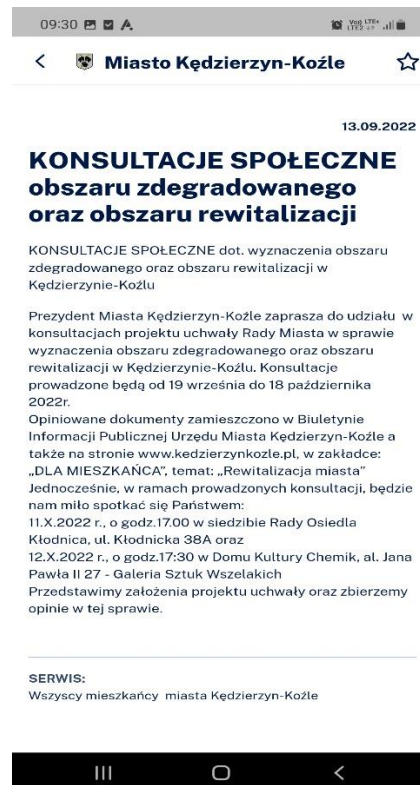 09:30
Vo)) LTE+
LTE2
Miasto Kędzierzyn-Koźle
13.09.2022
KONSULTACJE SPOŁECZNE
obszaru zdegradowanego
oraz obszaru rewitalizacji
KONSULTACJE SPOŁECZNE dot. wyznaczenia obszaru
zdegradowanego oraz obszaru rewitalizacji w
Kędzierzynie-Koźlu
Prezydent Miasta Kędzierzyn-Koźle zaprasza do udziału w
konsultacjach projektu uchwały Rady Miasta w sprawie
wyznaczenia obszaru zdegradowanego oraz obszaru
rewitalizacji w Kędzierzynie-Koźlu. Konsultacje
prowadzone będą od 19 września do 18 października
2022r.
Opiniowane dokumenty zamieszczono w Biuletynie
Informacji Publicznej Urzędu Miasta Kędzierzyn-Koźle a
także na stronie www.kedzierzynkozle.pl, w zakładce:
„DLA MIESZKAŃCA”, temat: „Rewitalizacja miasta”
Jednocześnie, w ramach prowadzonych konsultacji, będzie
nam miło spotkać się Państwem:
11.X.2022 r., o godz.17.00 w siedzibie Rady Osiedla
Kłodnica, ul. Kłodnicka 38A oraz
12.X.2022 r., o godz.17:30 w Domu Kultury Chemik, al. Jana
Pawła II 27 - Galeria Sztuk Wszelakich
Przedstawimy założenia projektu uchwały oraz zbierzemy
opinie w tej sprawie.
SERWIS:
Wszyscy mieszkańcy miasta Kędzierzyn-Koźle